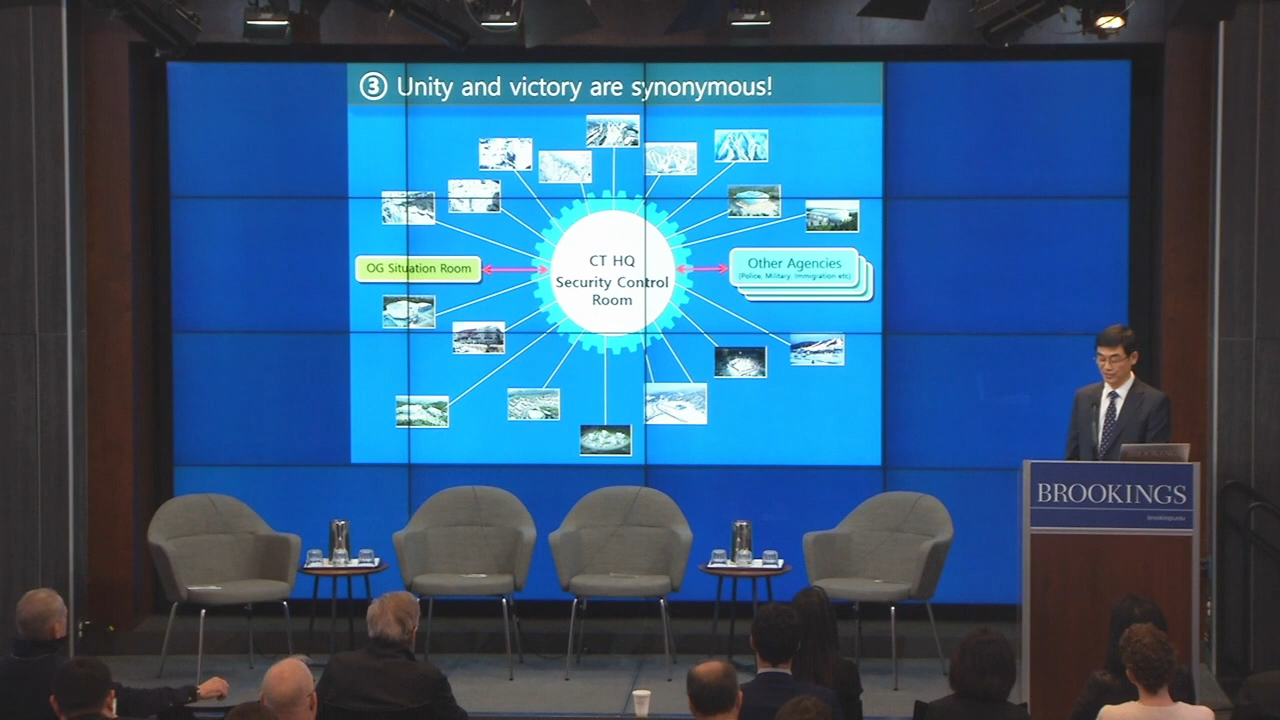 ③ Unity and victory are synonymous!
OG Situation Room
CT HQ
Security Control
Room
Other Agencies
(Police, Military, Immigration etc)
BROOKINGS
brookings.edu